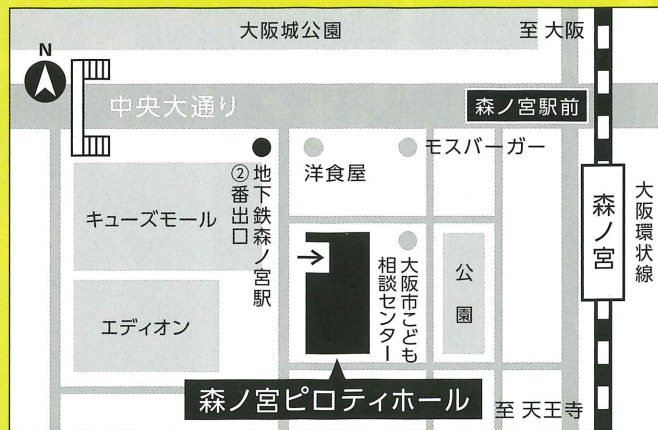 大阪城公園
至 大阪
N
中央大通り
森ノ宮駅前
モスバーガー
洋食屋
地下鉄森ノ宮駅
②番出口
キューズモール
森ノ宮
大阪環状線
大阪市こども
相談センター
公園
エディオン
森ノ宮ピロティホール
至 天王寺